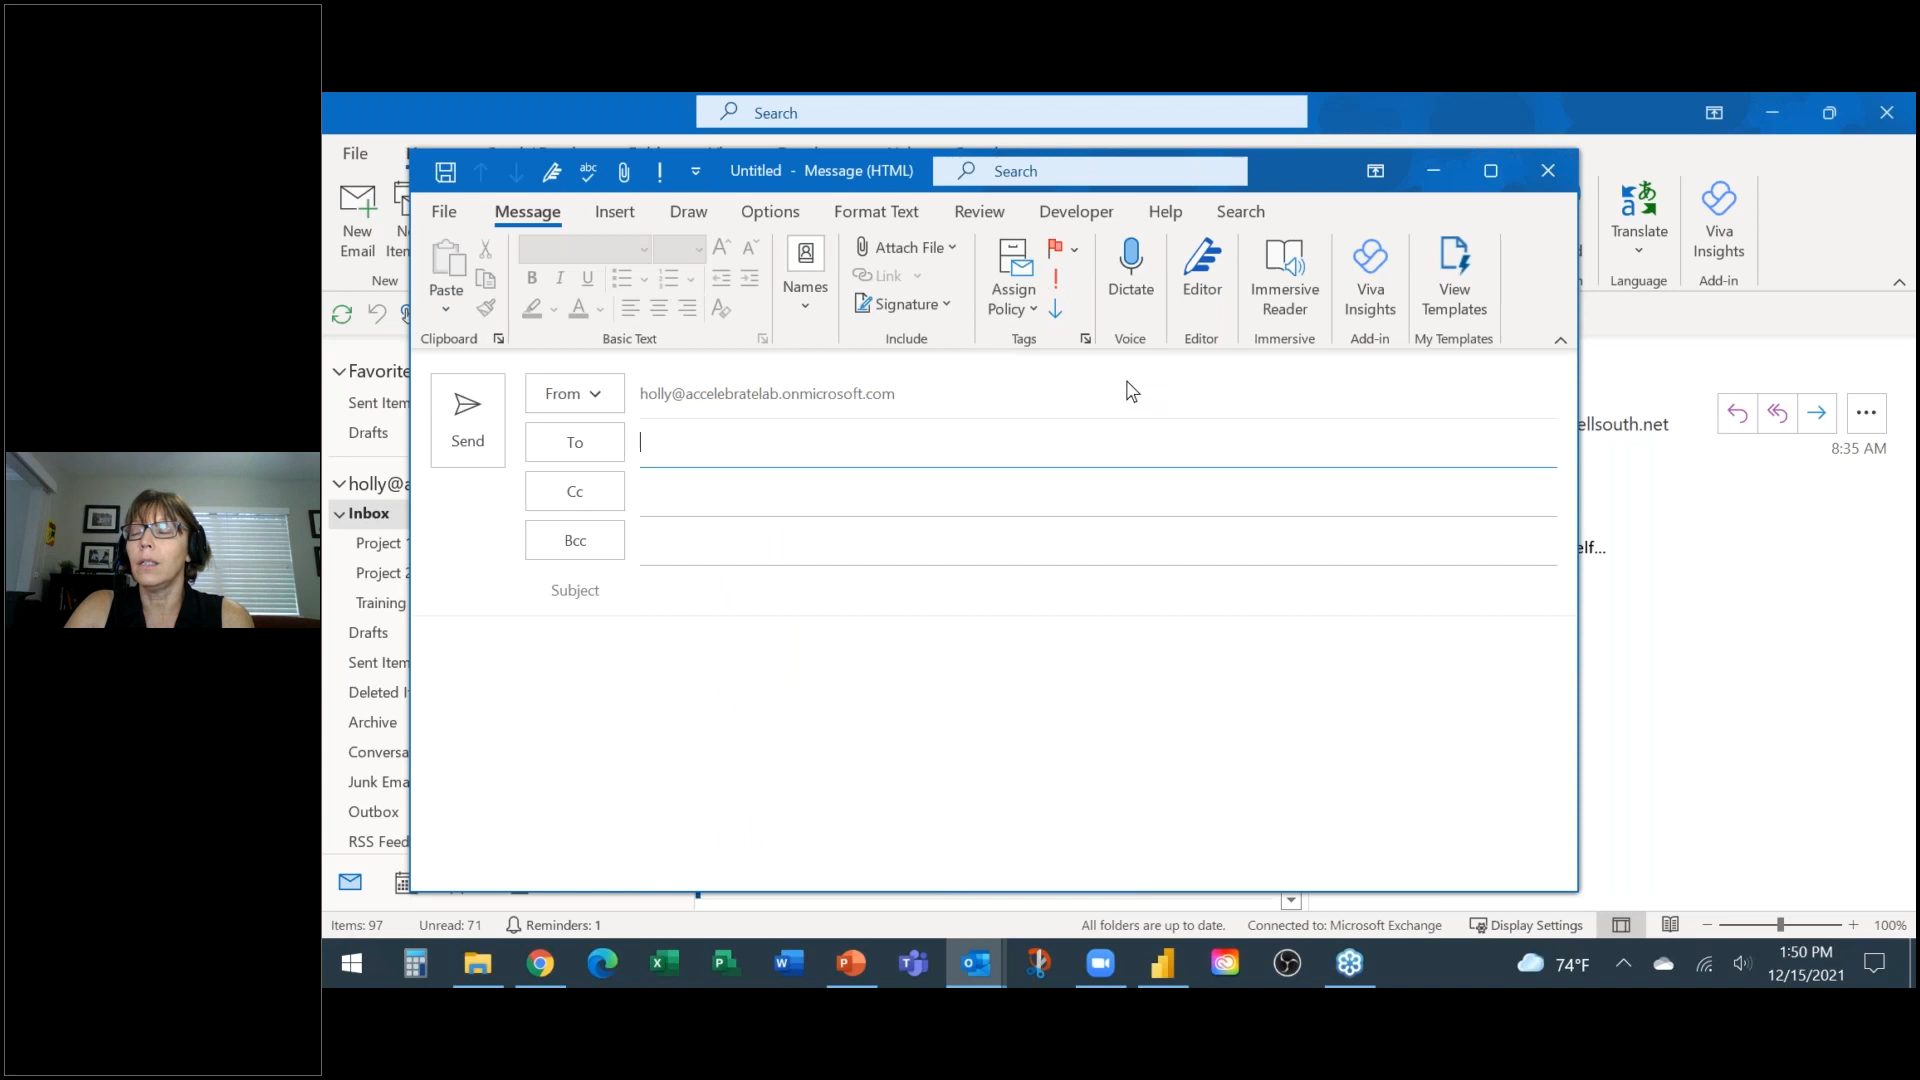 Search
File
New
Email
New
Translate
Language
Viva
Insights
Add-in
Untitled - Message (HTML)
Search
File
Message
Insert
Draw
Options
Format Text
Review
Developer
Help
Search
Paste
Clipboard
B I U
Basic Text
Names
Attach File
Link
Signature
Include
Assign
Policy
Tags
Dictate
Voice
Editor
Editor
Immersive
Reader
Immersive
Viva
Insights
Add-in
View
Templates
My Templates
Send
From
holly@accelebratelab.onmicrosoft.com
To
Cc
Bcc
Subject
Favorite
Sent Item
Drafts
holly@a
Inbox
Project
Project
Training
Drafts
Sent Item
Deleted I
Archive
Conversa
Junk Ema
Outbox
RSS Feed
ellsouth.net
8:35 AM
elf...
Items: 97
Unread: 71
Reminders: 1
All folders are up to date.
Connected to: Microsoft Exchange
Display Settings
100%
74°F
1:50 PM
12/15/2021